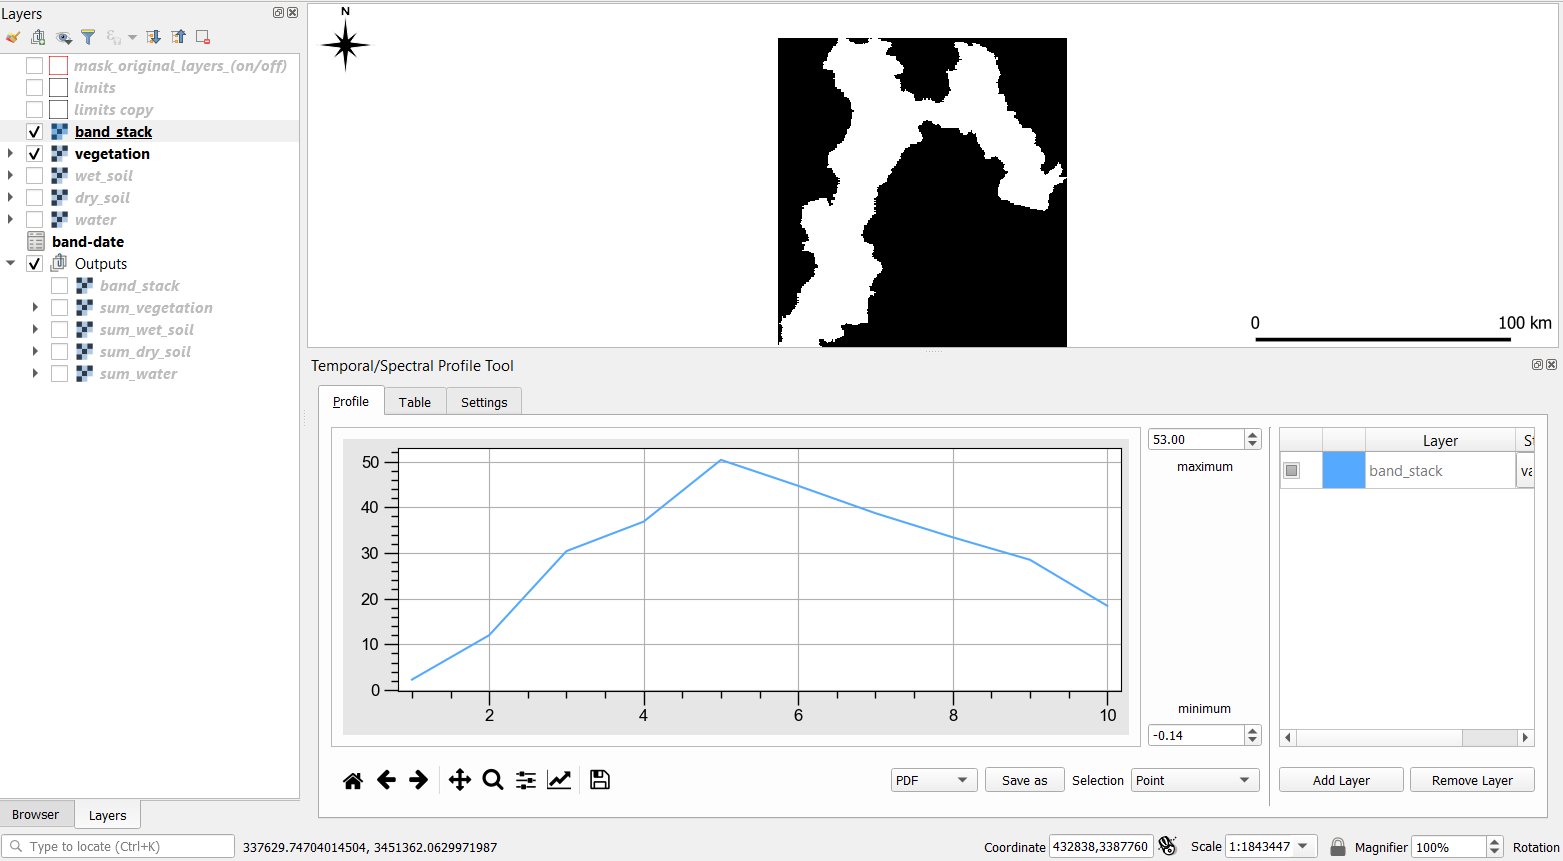 Layers
mask_original_layers_(on/off)
limits
limits copy
band_stack
vegetation
wet_soil
dry_soil
water
band-date
Outputs
band_stack
sum_vegetation
sum_wet_soil
sum_dry_soil
sum_water
Browser
Layers
N
0 100 km
Temporal/Spectral Profile Tool
Profile Table Settings
50
40
30
20
10
0
2 4 6 8 10
53.00
maximum
minimum
-0.14
Layer St
band_stack va
PDF Save as Selection Point Add Layer Remove Layer
Type to locate (Ctrl+K) 337629.74704014504, 3451362.0629971987 Coordinate 432838,3387760 Scale 1:1843447 Magnifier 100% Rotation